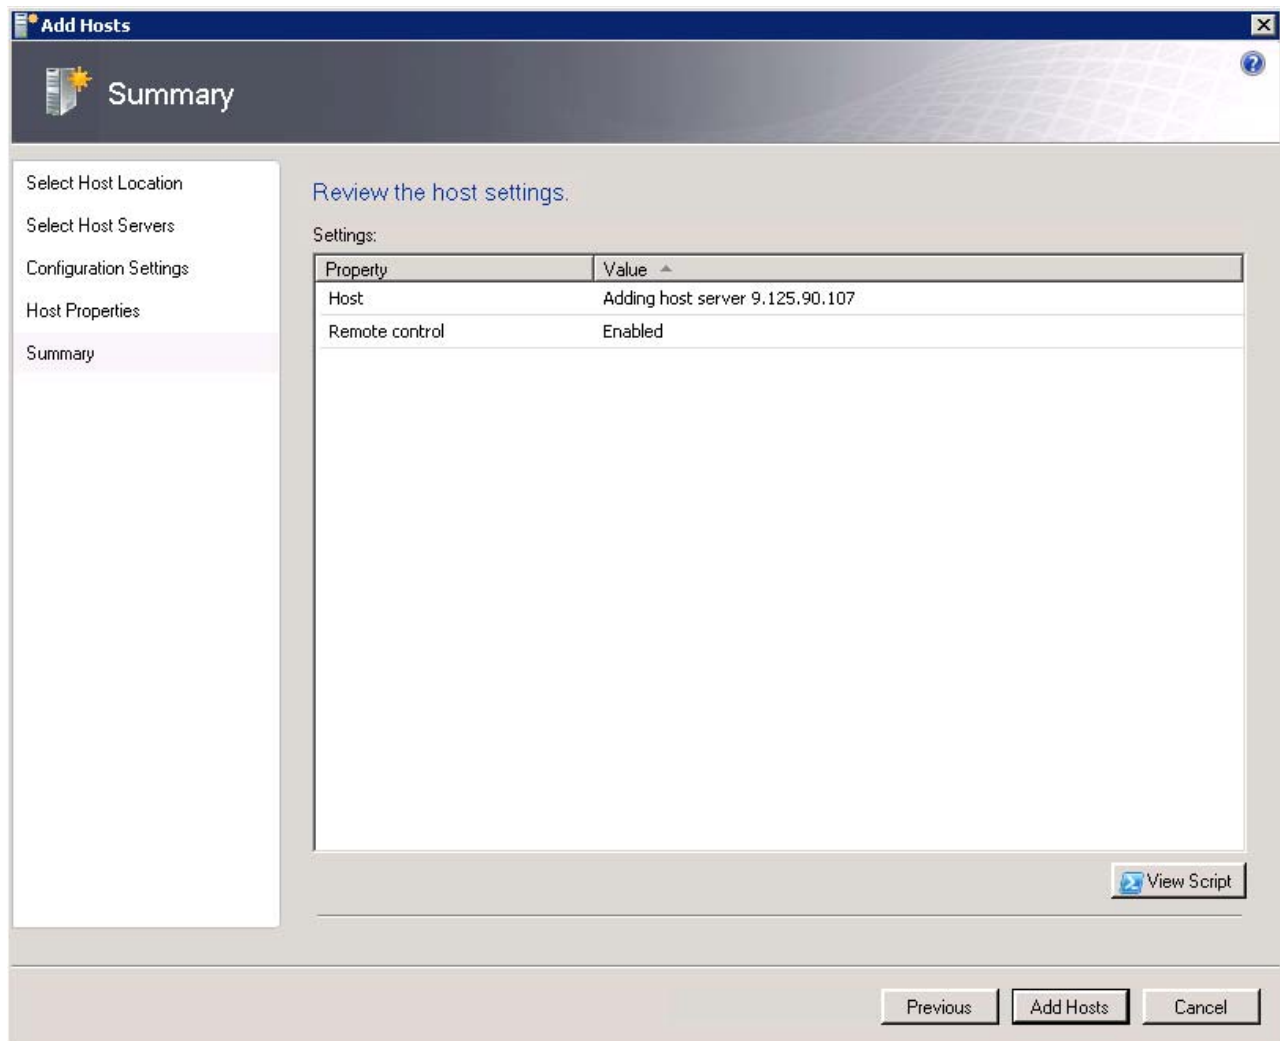 Add Hosts
Summary
Select Host Location
Select Host Servers
Configuration Settings
Host Properties
Summary
Review the host settings.
Settings:
Property Value
Host Adding host server 9.125.90.107
Remote control Enabled
View Script
Previous Add Hosts Cancel